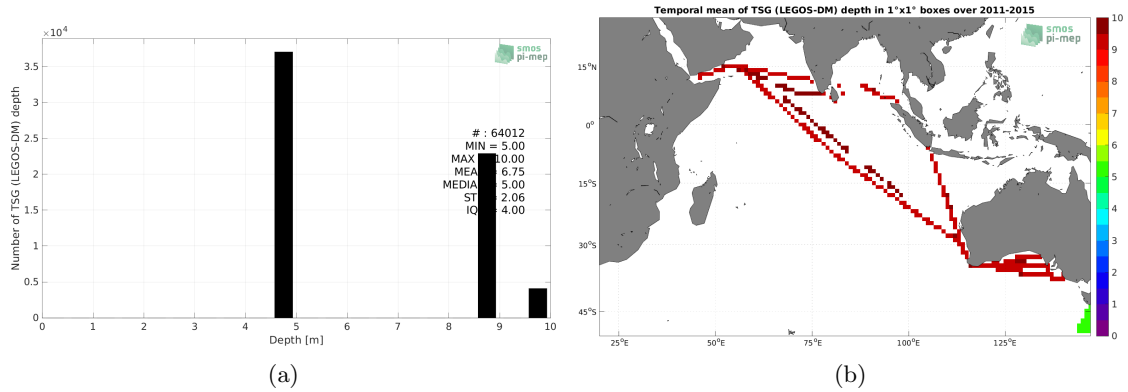 ×10⁴
smos
pi-mep
3.5
3
2.5
2
1.5
1
0.5
0
Number of TSG (LEGOS-DM) depth
# : 64012
MIN = 5.00
MAX 10.00
MEA = 6.75
MEDIA = 5.00
ST = 2.06
IQ = 4.00
0 1 2 3 4 5 6 7 8 9 10
Depth [m]
(a)
Temporal mean of TSG (LEGOS-DM) depth in 1°x1° boxes over 2011-2015
smos
pi-mep
15°N
0°
15°S
30°S
45°S
25°E 50°E 75°E 100°E 125°E
10
9
8
7
6
5
4
3
2
1
0
(b)